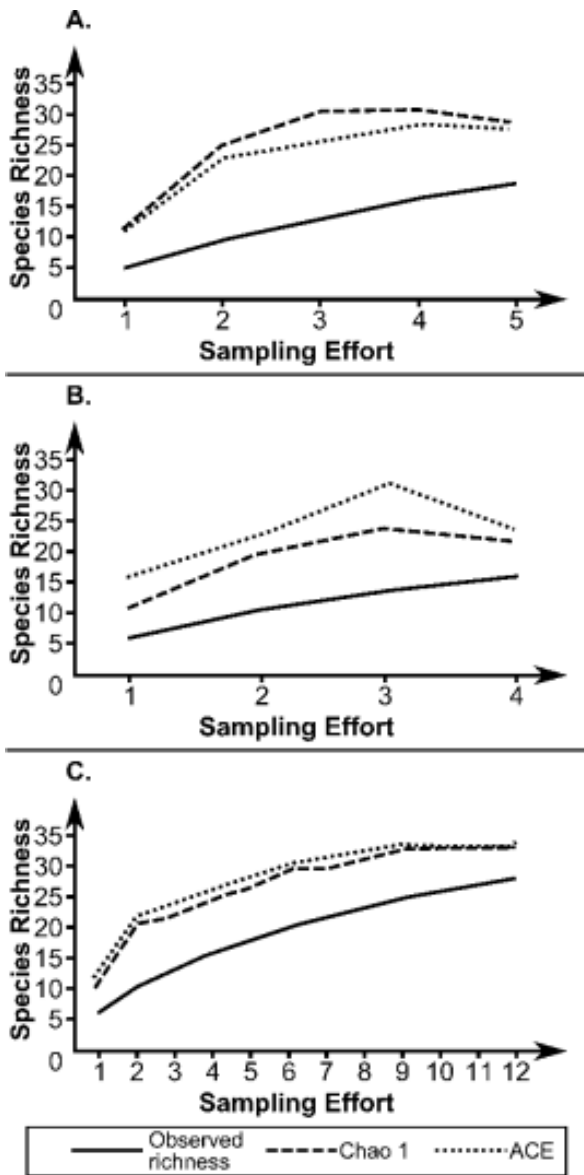 A.
Species Richness
35
30
25
20
15
10
5
0
1 2 3 4 5
Sampling Effort
B.
Species Richness
35
30
25
20
15
10
5
0
1 2 3 4
Sampling Effort
C.
Species Richness
35
30
25
20
15
10
5
0
1 2 3 4 5 6 7 8 9 10 11 12
Sampling Effort
Observed
richness
Chao 1
ACE